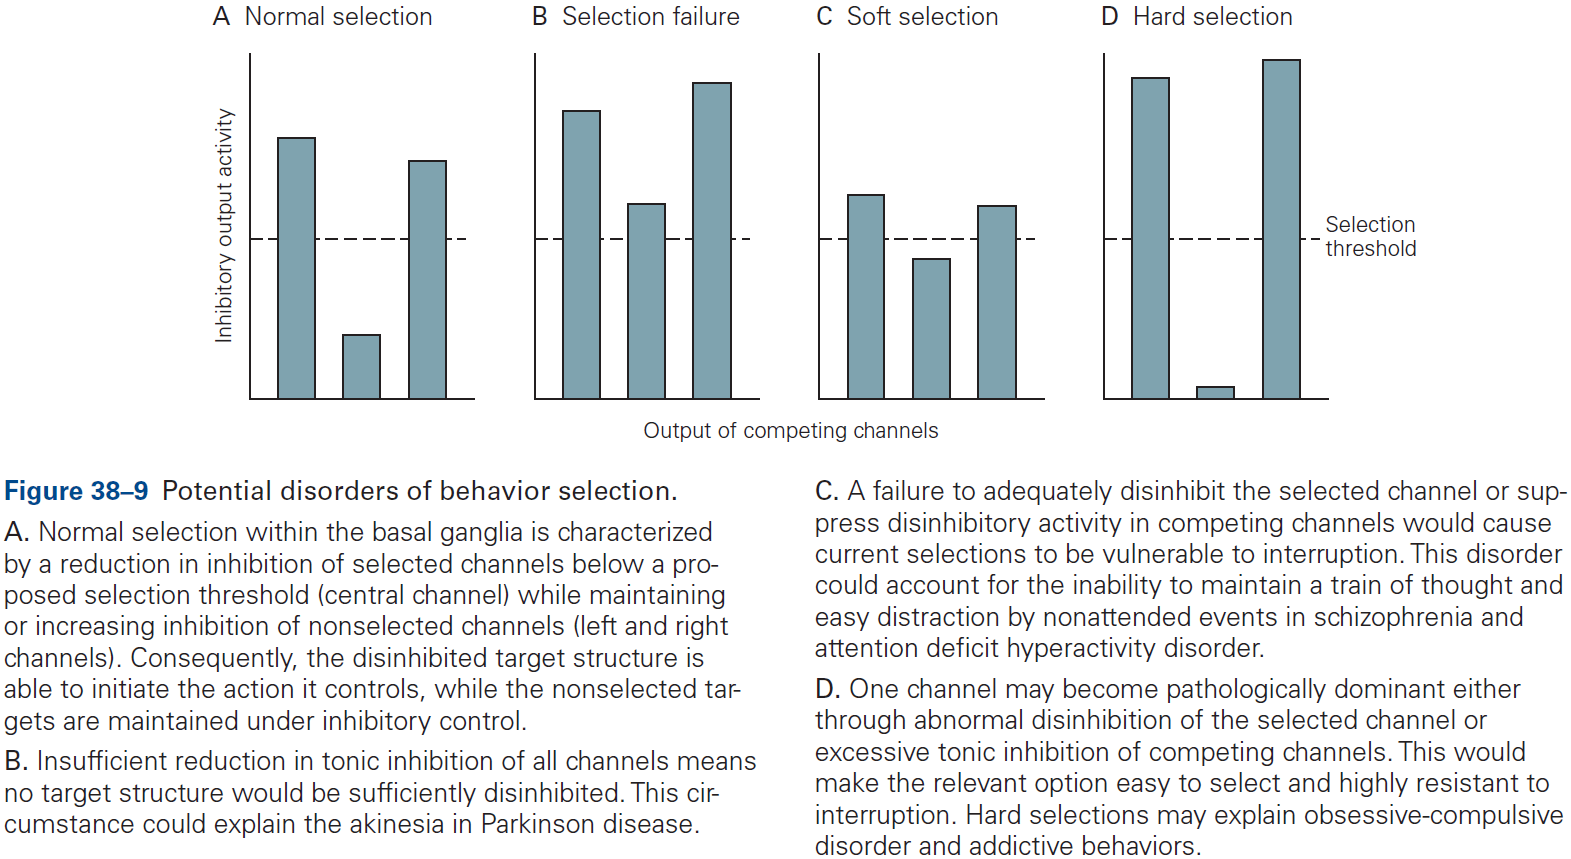 A Normal selection
B Selection failure
C Soft selection
D Hard selection
Inhibitory output activity
Selection
threshold
Output of competing channels
Figure 38–9 Potential disorders of behavior selection.
A. Normal selection within the basal ganglia is characterized
by a reduction in inhibition of selected channels below a pro-
posed selection threshold (central channel) while maintaining
or increasing inhibition of nonselected channels (left and right
channels). Consequently, the disinhibited target structure is
able to initiate the action it controls, while the nonselected tar-
gets are maintained under inhibitory control.
B. Insufficient reduction in tonic inhibition of all channels means
no target structure would be sufficiently disinhibited. This cir-
cumstance could explain the akinesia in Parkinson disease.
C. A failure to adequately disinhibit the selected channel or sup-
press disinhibitory activity in competing channels would cause
current selections to be vulnerable to interruption. This disorder
could account for the inability to maintain a train of thought and
easy distraction by nonattended events in schizophrenia and
attention deficit hyperactivity disorder.
D. One channel may become pathologically dominant either
through abnormal disinhibition of the selected channel or
excessive tonic inhibition of competing channels. This would
make the relevant option easy to select and highly resistant to
interruption. Hard selections may explain obsessive-compulsive
disorder and addictive behaviors.